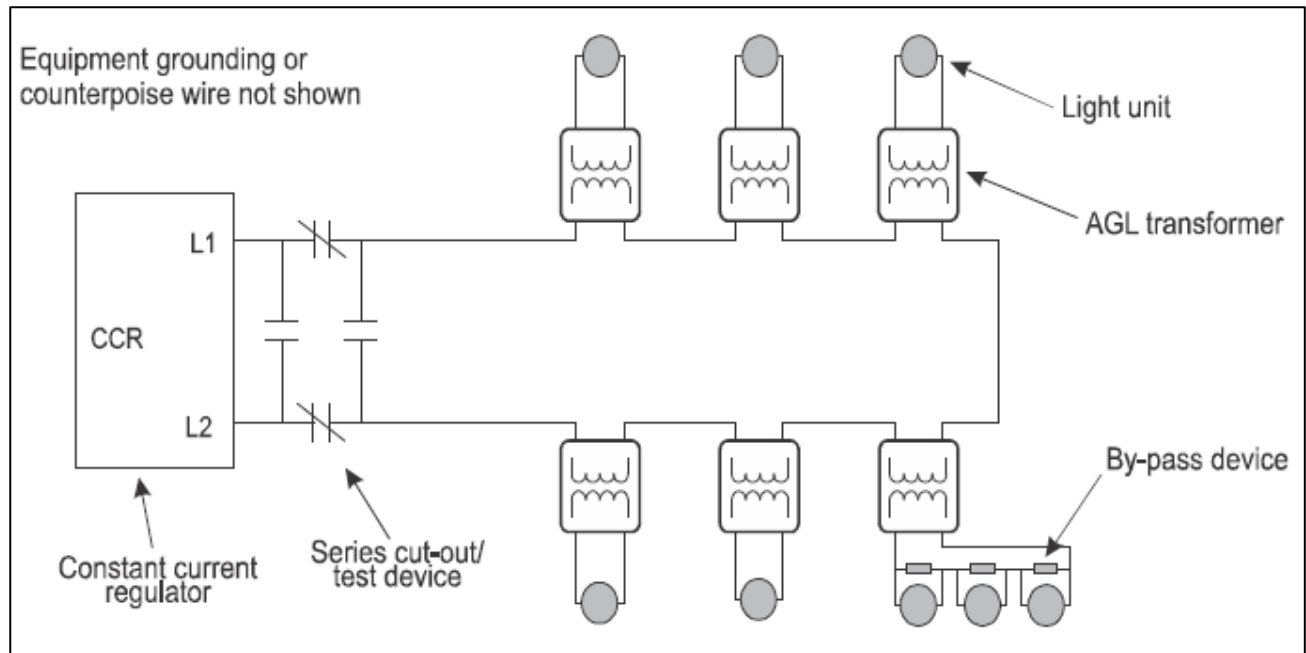 Equipment grounding or
counterpoise wire not shown
Light unit
AGL transformer
L1
CCR
L2
By-pass device
Constant current
regulator
Series cut-out/
test device